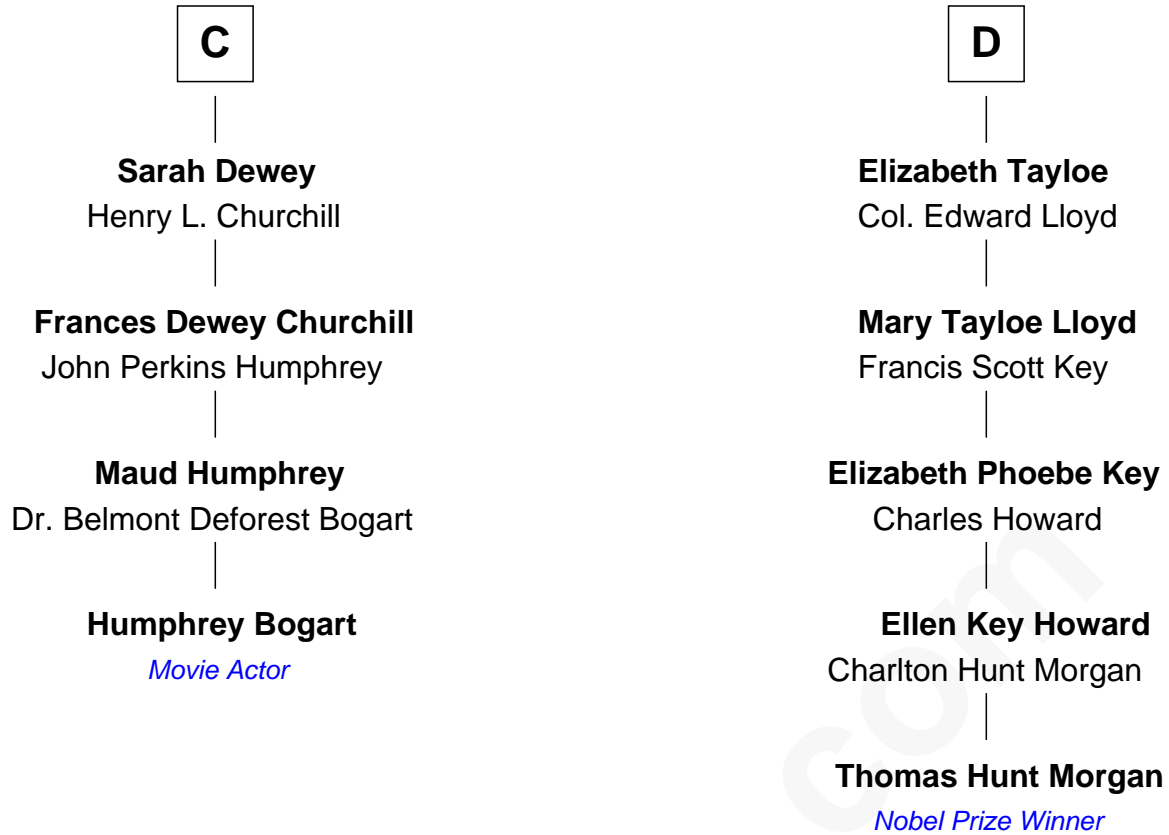 C
Sarah Dewey
Henry L. Churchill
Frances Dewey Churchill
John Perkins Humphrey
Maud Humphrey
Dr. Belmont Deforest Bogart
Humphrey Bogart
Movie Actor
D
Elizabeth Tayloe
Col. Edward Lloyd
Mary Tayloe Lloyd
Francis Scott Key
Elizabeth Phoebe Key
Charles Howard
Ellen Key Howard
Charlton Hunt Morgan
Thomas Hunt Morgan
Nobel Prize Winner
com